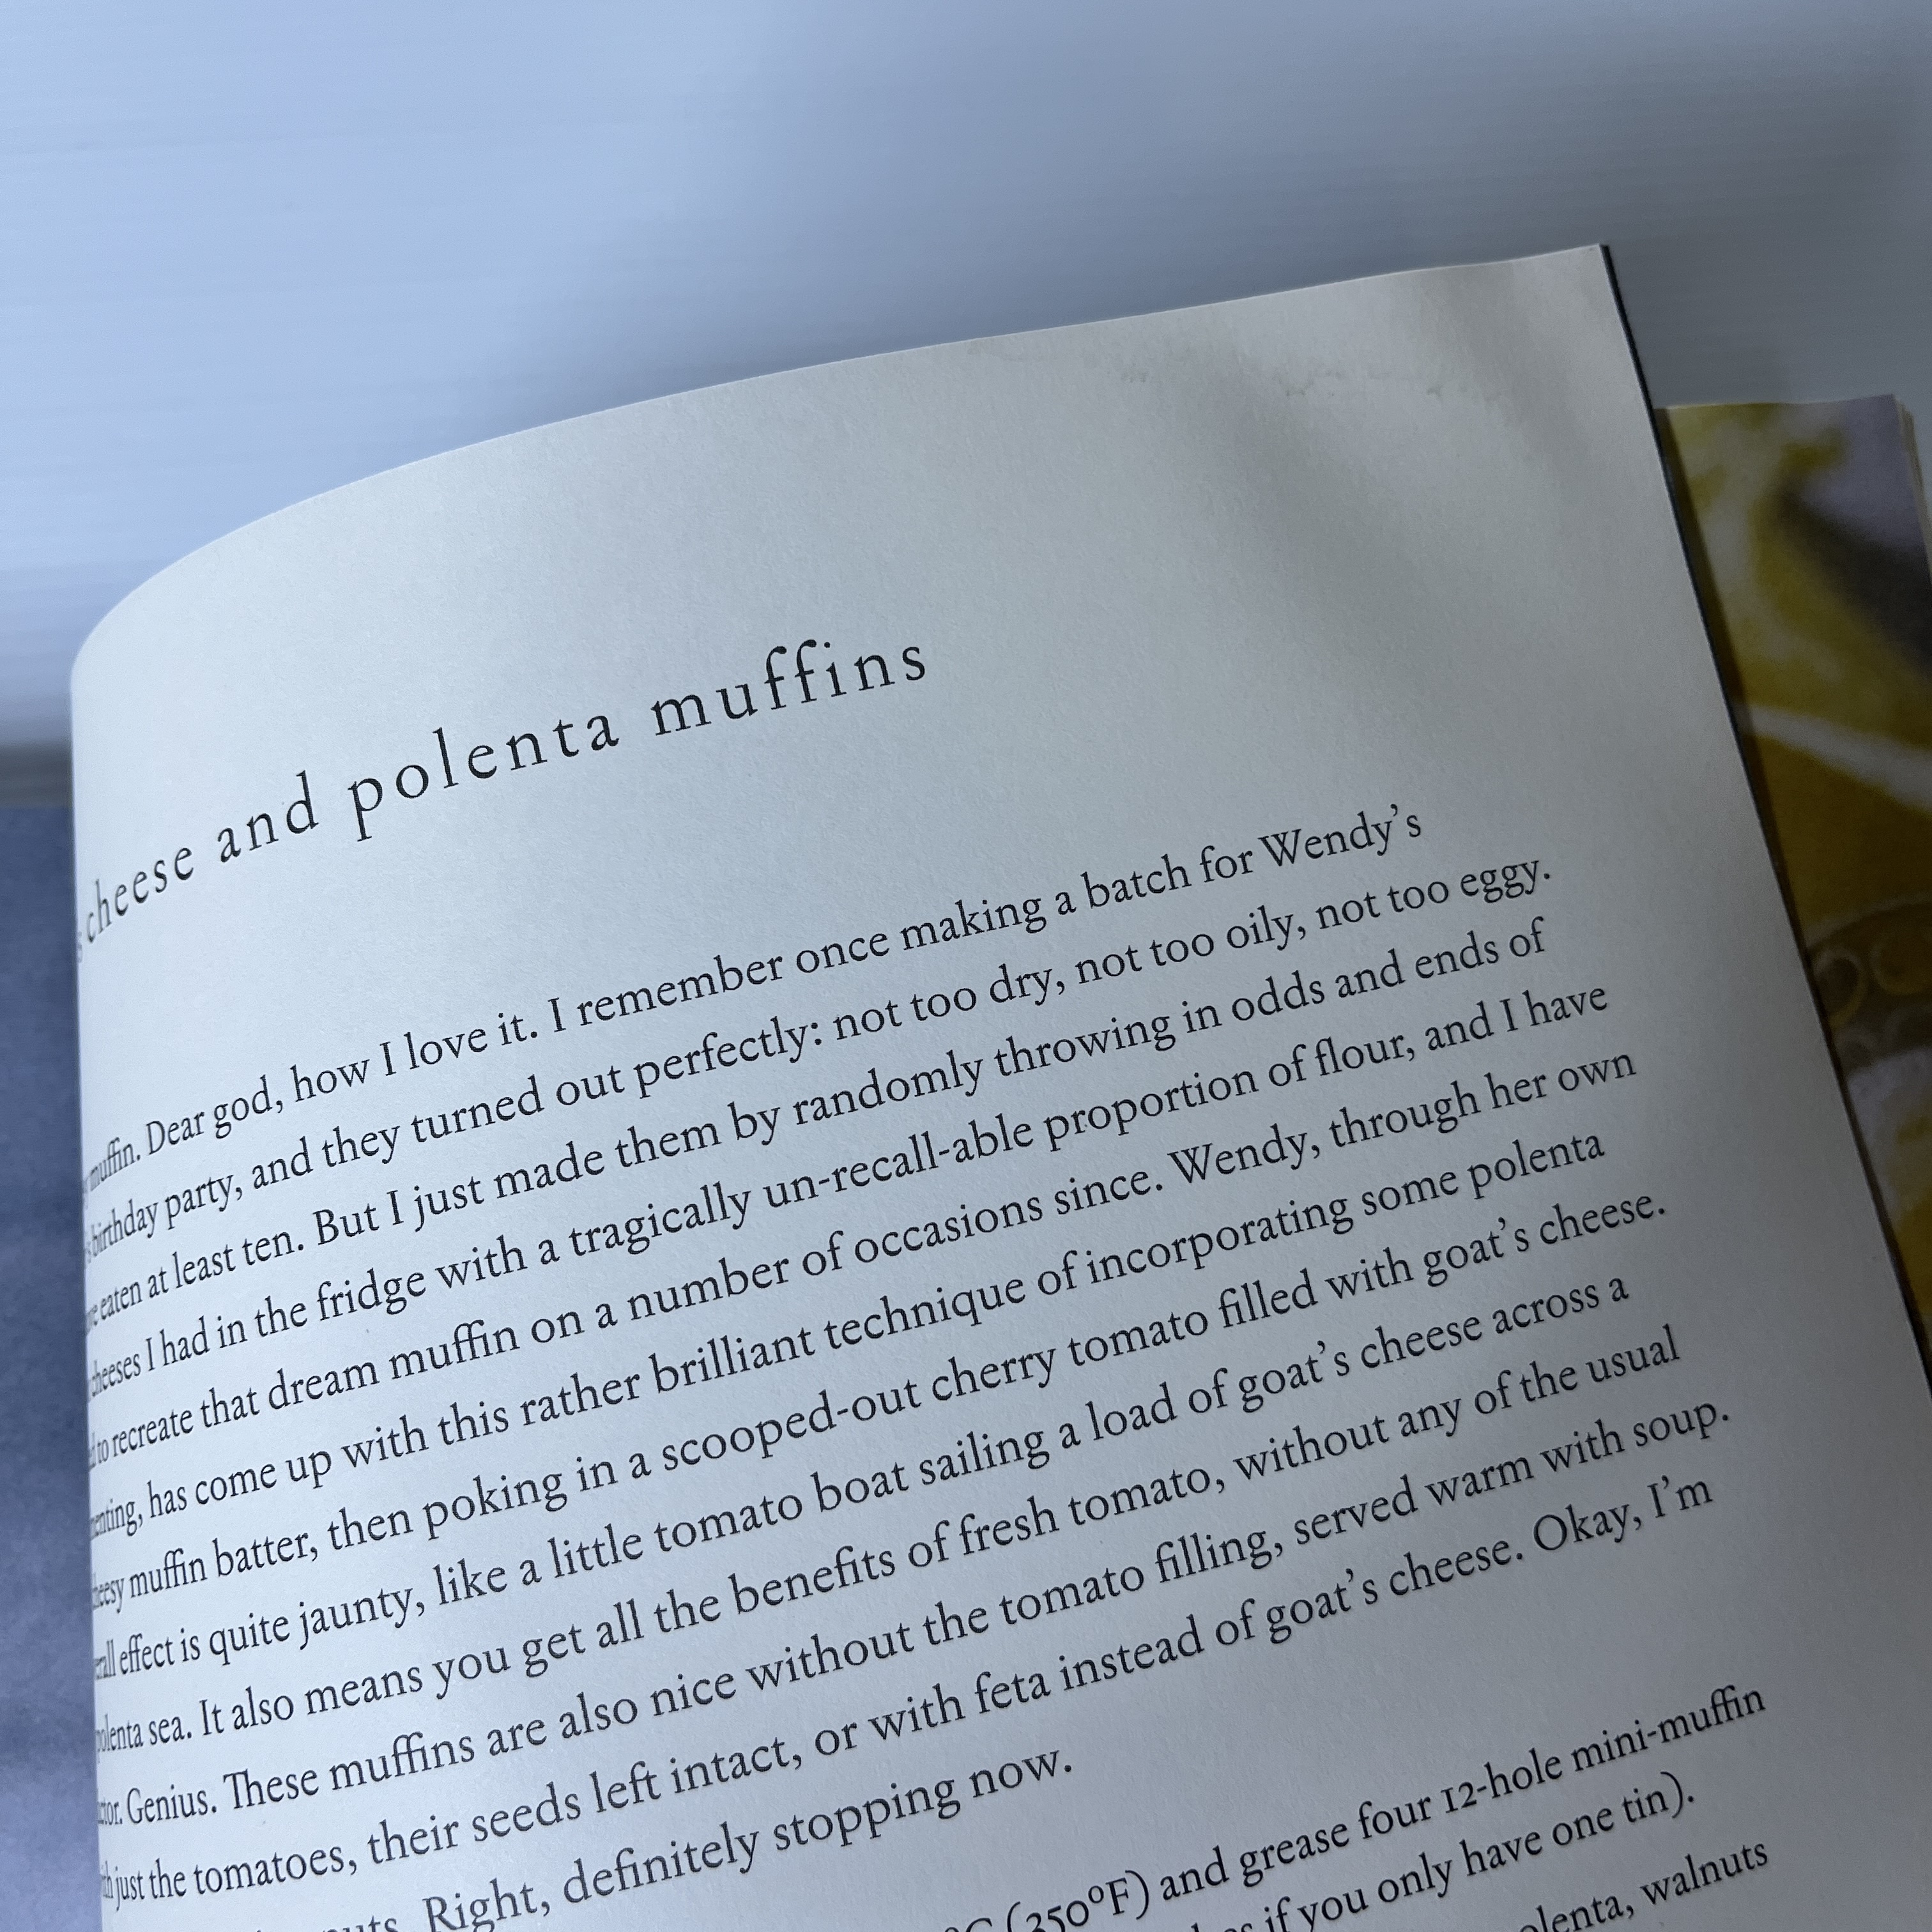 cheese and polenta muffins
muffin. Dear god, how I love it. I remember once making a batch for Wendy's
birthday party, and they turned out perfectly: not too dry, not too oily, not too eggy.
eaten at least ten. But I just made them by randomly throwing in odds and ends of
cheeses I had in the fridge with a tragically un-recall-able proportion of flour, and I have
to recreate that dream muffin on a number of occasions since. Wendy, through her own
has come up with this rather brilliant technique of incorporating some polenta
muffin batter, then poking in a scooped-out cherry tomato filled with goat's cheese.
effect is quite jaunty, like a little tomato boat sailing a load of goat's cheese across a
polenta sea. It also means you get all the benefits of fresh tomato, without any of the usual
Genius. These muffins are also nice without the tomato filling, served warm with soup.
just the tomatoes, their seeds left intact, or with feta instead of goat's cheese. Okay, I'm
Right, definitely stopping now.
(350°F) and grease four 12-hole mini-muffin
if you only have one tin).
walnuts